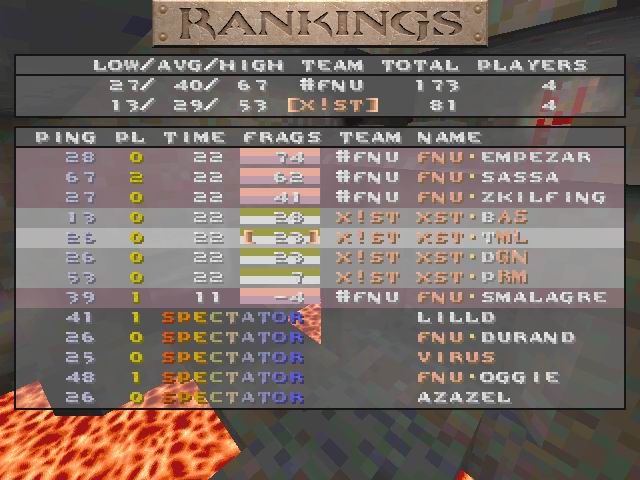 RANKINGS
LOW/AVG/HIGH TEAM TOTAL PLAYERS
27/ 40/ 67 #FNU 173 4
13/ 29/ 53 [X!ST] 81 4
PING PL TIME FRAGS TEAM NAME
28 0 22 74 #FNU FNU·EMPEZAR
67 2 22 62 #FNU FNU·SASSA
27 0 22 41 #FNU FNU·ZKILFING
13 0 22 28 X!ST XST·BAS
26 0 22 [ 23] X!ST XST·TML
26 0 22 23 X!ST XST·DGN
53 0 22 7 X!ST XST·PRM
39 1 11 -4 #FNU FNU·SMALAGRE
41 1 SPECTATOR LILLD
26 0 SPECTATOR FNU·DURAND
25 0 SPECTATOR VIRUS
48 1 SPECTATOR FNU·OGGIE
26 0 SPECTATOR AZAZEL